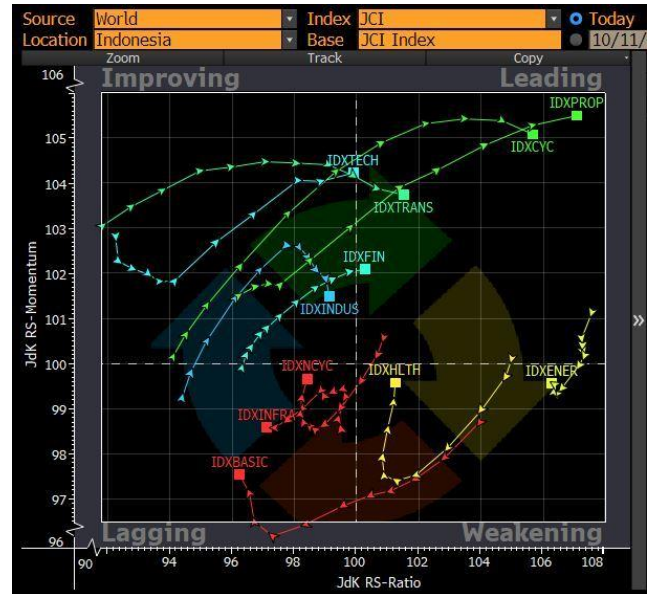 Source World Index JCI Today
Location Indonesia Base JCI Index 10/11/
Zoom Track Copy
Improving Leading
106
105
104
103
102
101
100
99
98
97
96
JdK RS-Momentum
IDXPROP
IDXCYC
IDXTECH
IDXTRANS
IDXFIN
IDXINDUS
IDXNCYC
IDXHLTH
IDXENER
IDXINFRA
IDXBASIC
»
Lagging Weakening
90 94 96 98 100 102 104 106 108
JdK RS-Ratio